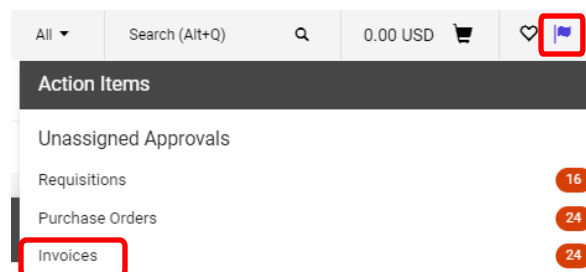 All Search (Alt+Q) 0.00 USD
Action Items
Unassigned Approvals
Requisitions 16
Purchase Orders 24
Invoices 24